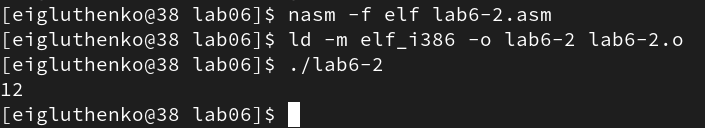 [eigluthenko@38 lab06]$ nasm -f elf lab6-2.asm
[eigluthenko@38 lab06]$ ld -m elf_i386 -o lab6-2 lab6-2.o
[eigluthenko@38 lab06]$ ./lab6-2
12
[eigluthenko@38 lab06]$